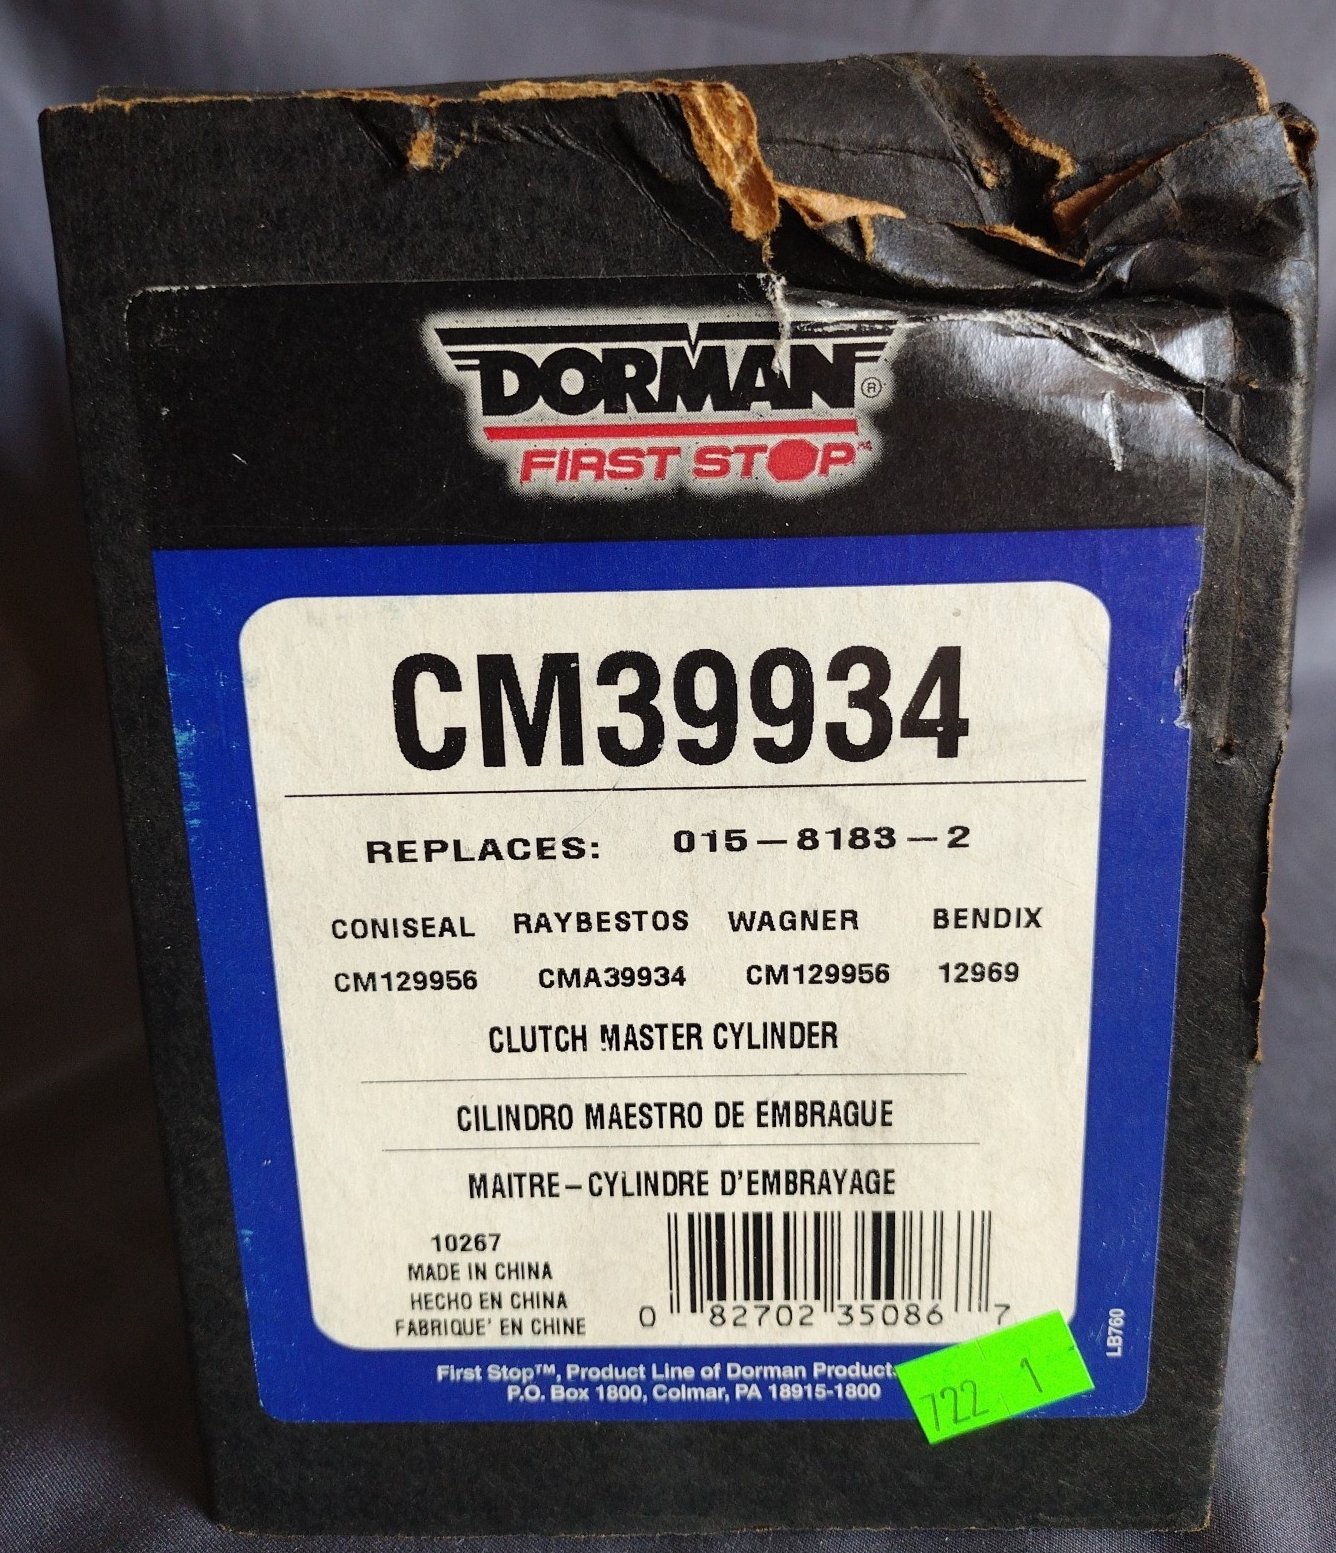 DORMAN®
FIRST STOP™
CM39934
REPLACES: 015-8183-2
CONISEAL RAYBESTOS WAGNER BENDIX
CM129956 CMA39934 CM129956 12969
CLUTCH MASTER CYLINDER
CILINDRO MAESTRO DE EMBRAGUE
MAITRE-CYLINDRE D'EMBRAYAGE
10267
MADE IN CHINA
HECHO EN CHINA
FABRIQUE' EN CHINE
0 82702 35086 7
First Stop™, Product Line of Dorman Product
P.O. Box 1800, Colmar, PA 18915-1800
LB760
722 1